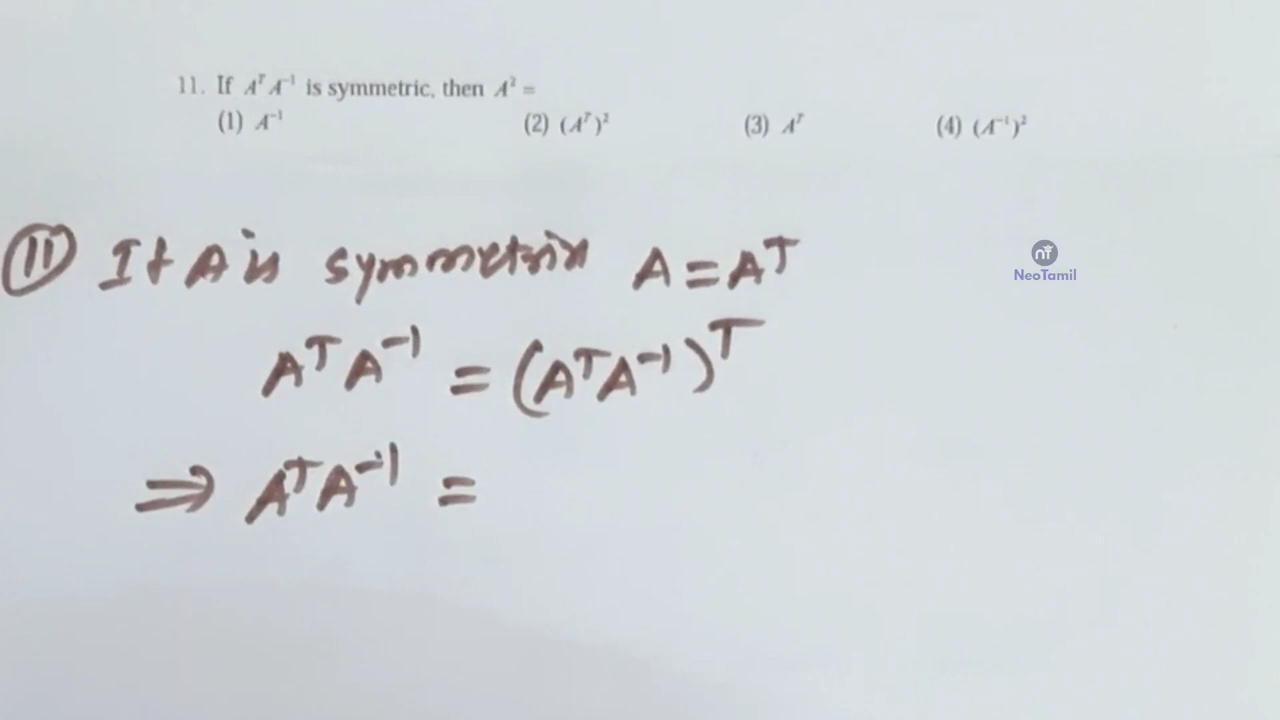 11. If AᵀA⁻¹ is symmetric, then A² =
(1) A⁻¹ (2) (Aᵀ)² (3) Aᵀ (4) (A⁻¹)²
⑪ If A is symmetrix A = Aᵀ
nT
NeoTamil
AᵀA⁻¹ = (AᵀA⁻¹)ᵀ
⇒ AᵀA⁻¹ =